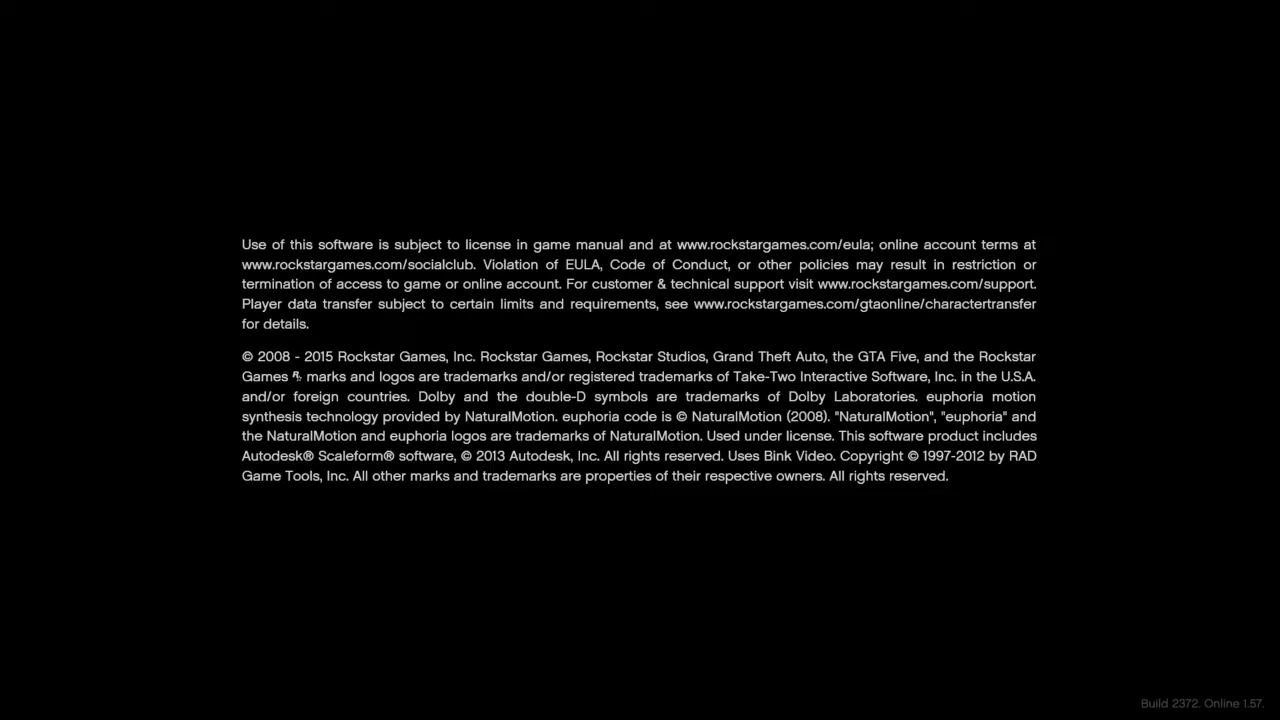 Use of this software is subject to license in game manual and at www.rockstargames.com/eula; online account terms at
www.rockstargames.com/socialclub. Violation of EULA, Code of Conduct, or other policies may result in restriction or
termination of access to game or online account. For customer & technical support visit www.rockstargames.com/support.
Player data transfer subject to certain limits and requirements, see www.rockstargames.com/gtaonline/charactertransfer
for details.
© 2008 - 2015 Rockstar Games, Inc. Rockstar Games, Rockstar Studios, Grand Theft Auto, the GTA Five, and the Rockstar
Games R* marks and logos are trademarks and/or registered trademarks of Take-Two Interactive Software, Inc. in the U.S.A.
and/or foreign countries. Dolby and the double-D symbols are trademarks of Dolby Laboratories. euphoria motion
synthesis technology provided by NaturalMotion. euphoria code is © NaturalMotion (2008). "NaturalMotion", "euphoria" and
the NaturalMotion and euphoria logos are trademarks of NaturalMotion. Used under license. This software product includes
Autodesk® Scaleform® software, © 2013 Autodesk, Inc. All rights reserved. Uses Bink Video. Copyright © 1997-2012 by RAD
Game Tools, Inc. All other marks and trademarks are properties of their respective owners. All rights reserved.
Build 2372. Online 1.57.